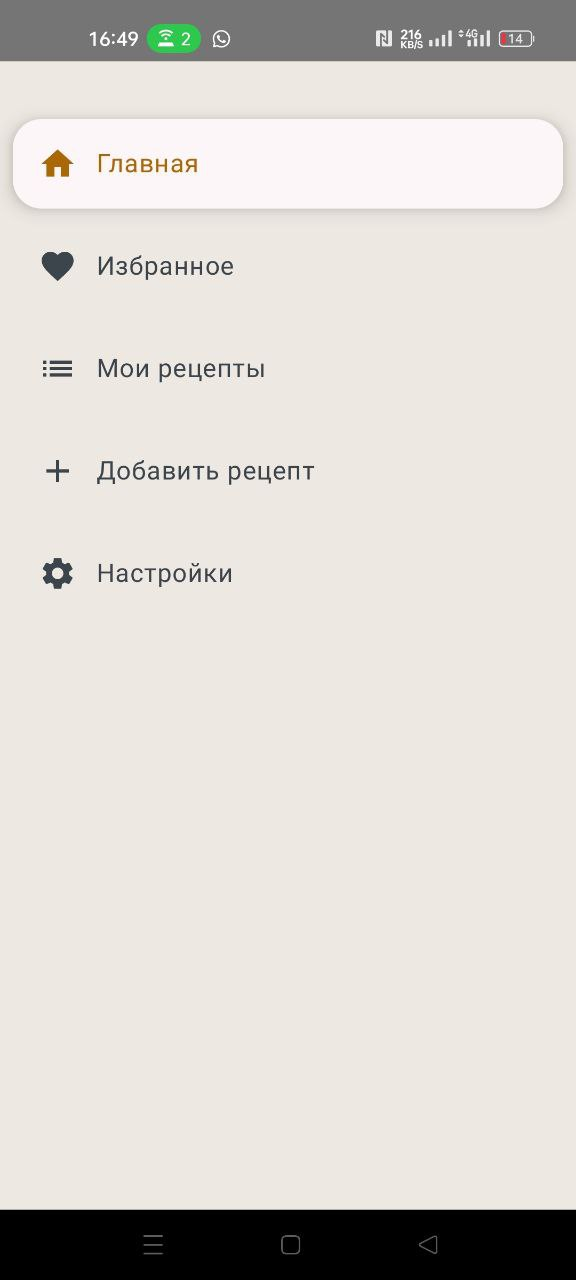 16:49 2 216 KB/S 4G 14
Главная
Избранное
Мои рецепты
Добавить рецепт
Настройки